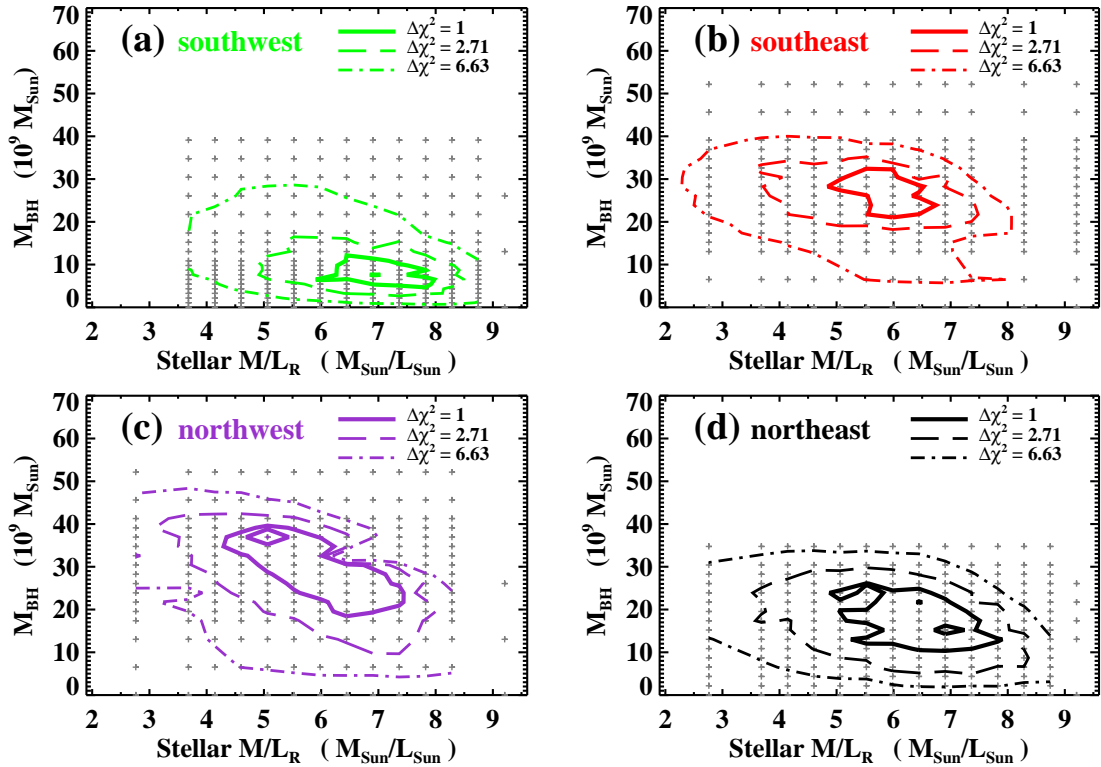 (a) southwest
Δχ² = 1
Δχ² = 2.71
Δχ² = 6.63
70
60
50
40
30
20
10
0
M_BH (10⁹ M_Sun)
2 3 4 5 6 7 8 9
Stellar M/L_R ( M_Sun/L_Sun )
(b) southeast
Δχ² = 1
Δχ² = 2.71
Δχ² = 6.63
70
60
50
40
30
20
10
0
M_BH (10⁹ M_Sun)
2 3 4 5 6 7 8 9
Stellar M/L_R ( M_Sun/L_Sun )
(c) northwest
Δχ² = 1
Δχ² = 2.71
Δχ² = 6.63
70
60
50
40
30
20
10
0
M_BH (10⁹ M_Sun)
2 3 4 5 6 7 8 9
Stellar M/L_R ( M_Sun/L_Sun )
(d) northeast
Δχ² = 1
Δχ² = 2.71
Δχ² = 6.63
70
60
50
40
30
20
10
0
M_BH (10⁹ M_Sun)
2 3 4 5 6 7 8 9
Stellar M/L_R ( M_Sun/L_Sun )